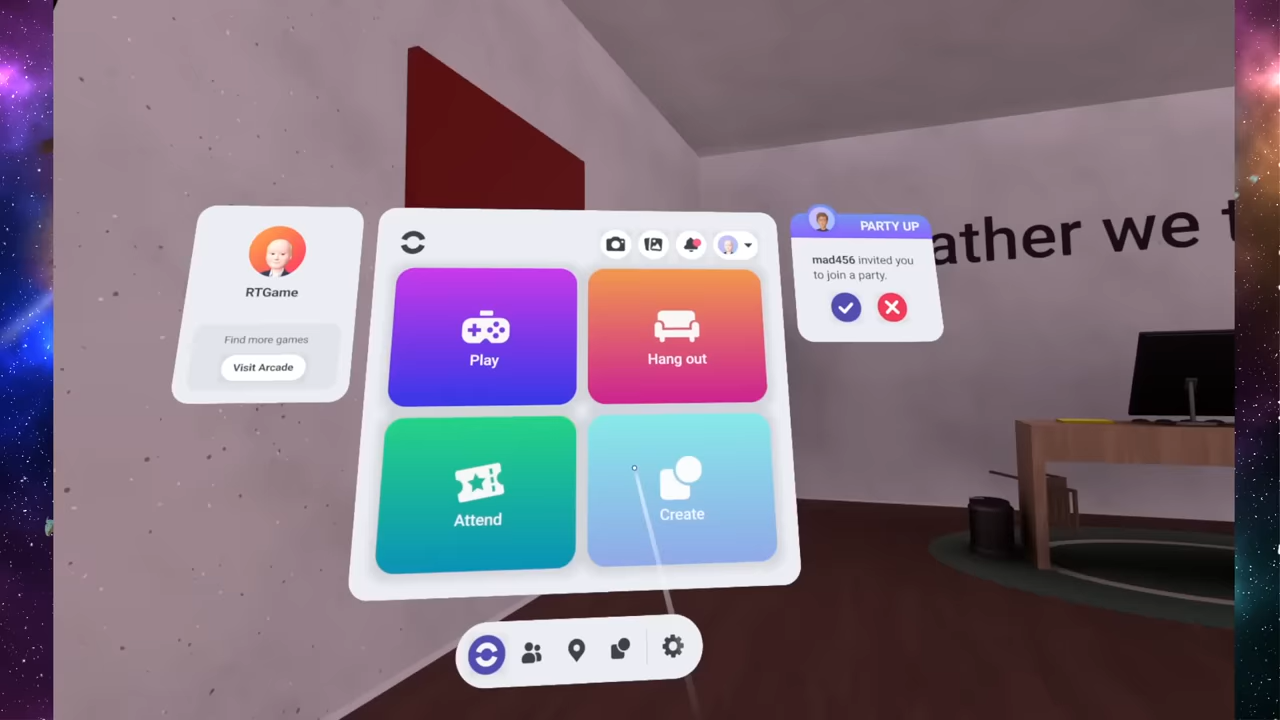 RTGame
Find more games
Visit Arcade
Play
Hang out
Attend
Create
PARTY UP
mad456 invited you
to join a party.
ather we t